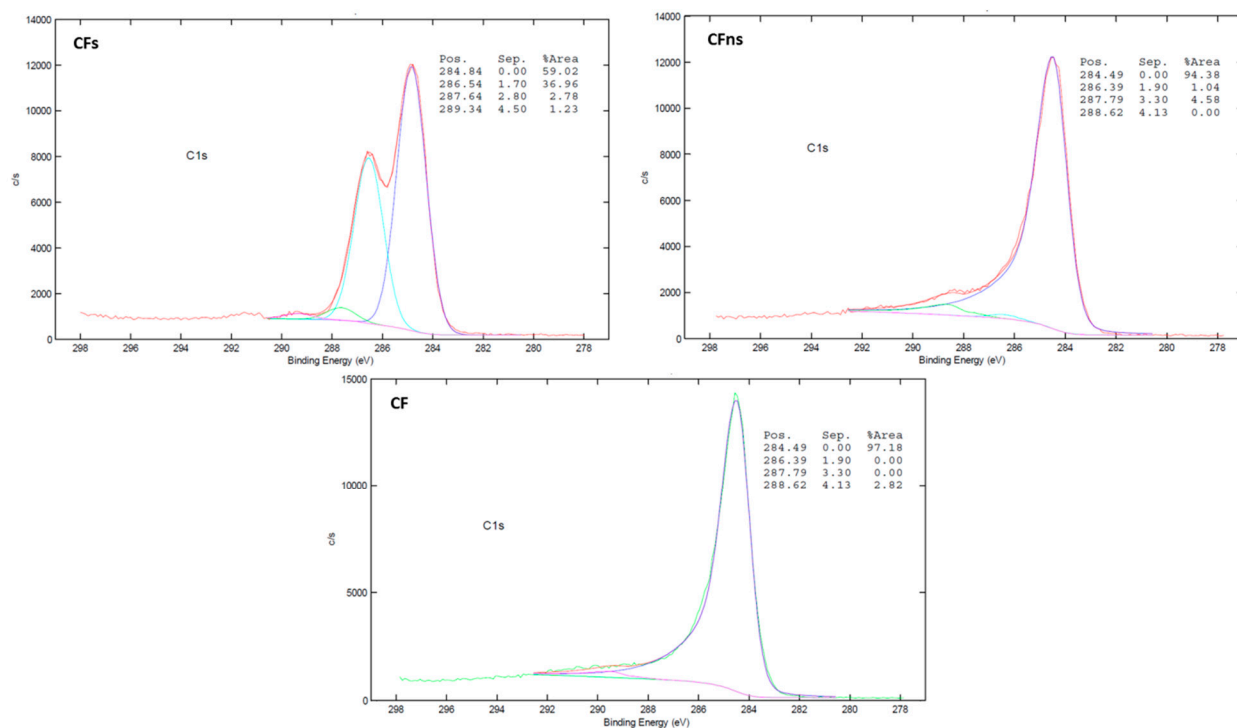 CFs
14000
12000
10000
8000
6000
4000
2000
0
c/s
Pos. Sep. %Area
284.84 0.00 59.02
286.54 1.70 36.96
287.64 2.80 2.78
289.34 4.50 1.23
C1s
298 296 294 292 290 288 286 284 282 280 278
Binding Energy (eV)
CFns
14000
12000
10000
8000
6000
4000
2000
0
c/s
Pos. Sep. %Area
284.49 0.00 94.38
286.39 1.90 1.04
287.79 3.30 4.58
288.62 4.13 0.00
C1s
298 296 294 292 290 288 286 284 282 280 278
Binding Energy (eV)
CF
15000
10000
5000
0
c/s
Pos. Sep. %Area
284.49 0.00 97.18
286.39 1.90 0.00
287.79 3.30 0.00
288.62 4.13 2.82
C1s
298 296 294 292 290 288 286 284 282 280 278
Binding Energy (eV)